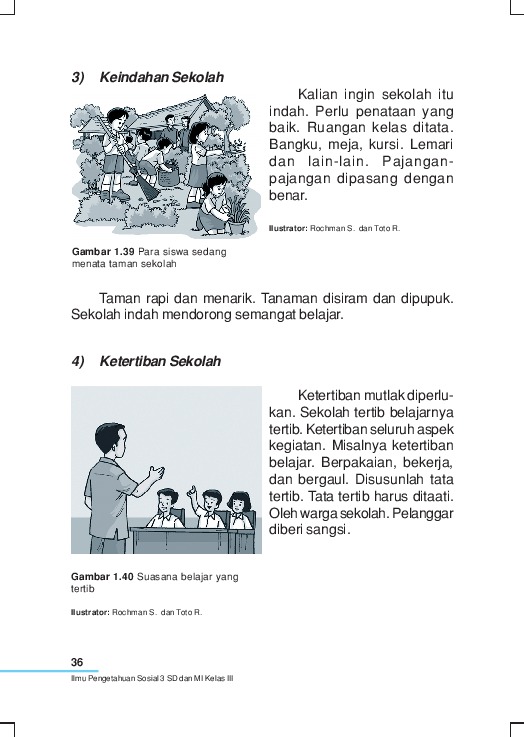 3) Keindahan Sekolah
Kalian ingin sekolah itu
indah. Perlu penataan yang
baik. Ruangan kelas ditata.
Bangku, meja, kursi. Lemari
dan lain-lain. Pajangan-
pajangan dipasang dengan
benar.
Ilustrator: Rochman S. dan Toto R.
Gambar 1.39 Para siswa sedang
menata taman sekolah
Taman rapi dan menarik. Tanaman disiram dan dipupuk.
Sekolah indah mendorong semangat belajar.
4) Ketertiban Sekolah
Ketertiban mutlak diperlu-
kan. Sekolah tertib belajarnya
tertib. Ketertiban seluruh aspek
kegiatan. Misalnya ketertiban
belajar. Berpakaian, bekerja,
dan bergaul. Disusunlah tata
tertib. Tata tertib harus ditaati.
Oleh warga sekolah. Pelanggar
diberi sangsi.
Gambar 1.40 Suasana belajar yang
tertib
Ilustrator: Rochman S. dan Toto R.
36
Ilmu Pengetahuan Sosial 3 SD dan MI Kelas III